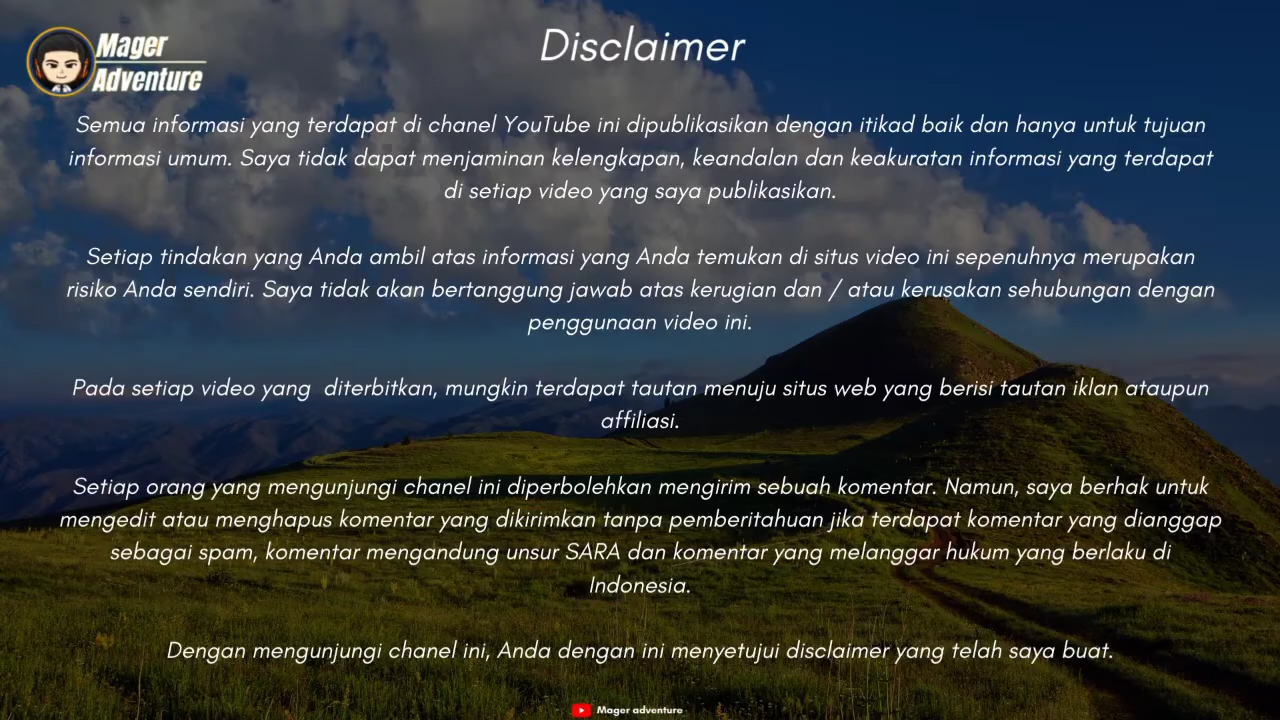 Mager
Adventure
Disclaimer
Semua informasi yang terdapat di chanel YouTube ini dipublikasikan dengan itikad baik dan hanya untuk tujuan
informasi umum. Saya tidak dapat menjaminan kelengkapan, keandalan dan keakuratan informasi yang terdapat
di setiap video yang saya publikasikan.
Setiap tindakan yang Anda ambil atas informasi yang Anda temukan di situs video ini sepenuhnya merupakan
risiko Anda sendiri. Saya tidak akan bertanggung jawab atas kerugian dan / atau kerusakan sehubungan dengan
penggunaan video ini.
Pada setiap video yang  diterbitkan, mungkin terdapat tautan menuju situs web yang berisi tautan iklan ataupun
affiliasi.
Setiap orang yang mengunjungi chanel ini diperbolehkan mengirim sebuah komentar. Namun, saya berhak untuk
mengedit atau menghapus komentar yang dikirimkan tanpa pemberitahuan jika terdapat komentar yang dianggap
sebagai spam, komentar mengandung unsur SARA dan komentar yang melanggar hukum yang berlaku di
Indonesia.
Dengan mengunjungi chanel ini, Anda dengan ini menyetujui disclaimer yang telah saya buat.
Mager adventure